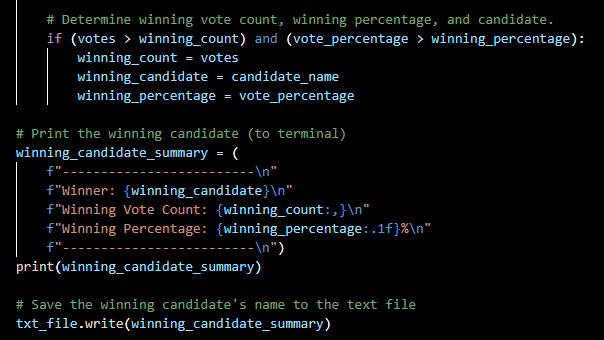 # Determine winning vote count, winning percentage, and candidate.
if (votes > winning_count) and (vote_percentage > winning_percentage):
winning_count = votes
winning_candidate = candidate_name
winning_percentage = vote_percentage
# Print the winning candidate (to terminal)
winning_candidate_summary = (
f"-------------------------\n"
f"Winner: {winning_candidate}\n"
f"Winning Vote Count: {winning_count:,}\n"
f"Winning Percentage: {winning_percentage:.1f}%\n"
f"-------------------------\n")
print(winning_candidate_summary)
# Save the winning candidate's name to the text file
txt_file.write(winning_candidate_summary)